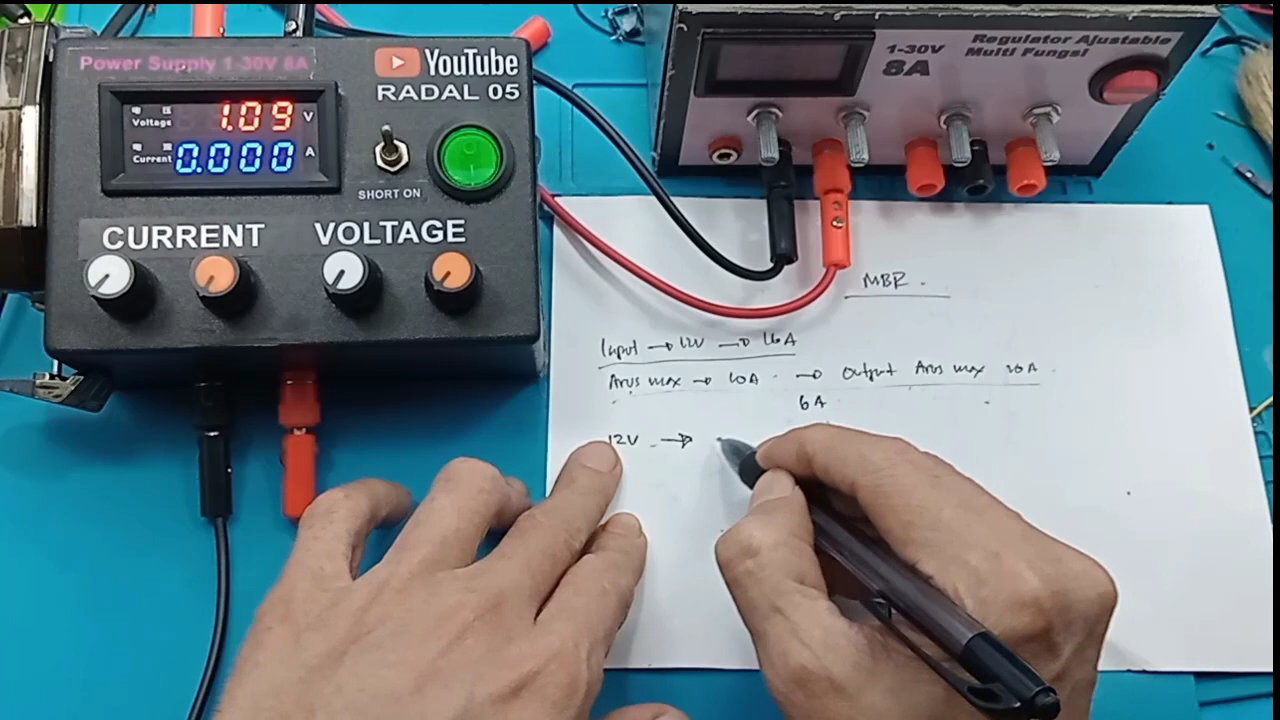 Power Supply 1-30V 8A
YouTube
RADAL 05
Voltage
1.09 V
Current
0.000 A
SHORT ON
CURRENT VOLTAGE
1-30V
8A
Regulator Ajustable
Multi Fungsi
MBR.
Input → 12V → 16A
Arus max → 10A → Output Arus max 10A
6A
12V →